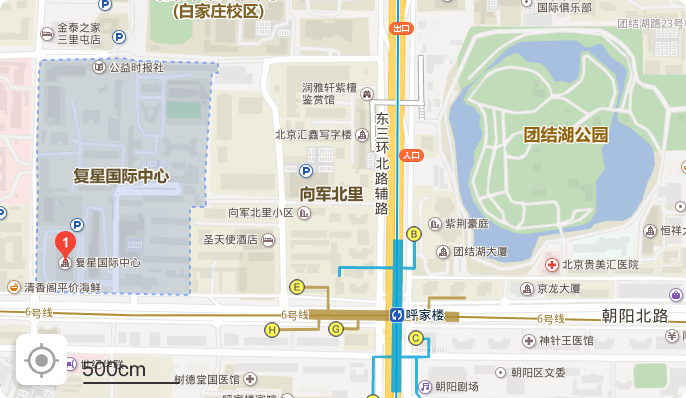 (白家庄校区)
国际俱乐部
团结湖路23号
金泰之家
三里屯店
出口
公益时报社
润雅轩紫檀
鉴赏馆
北京汇鑫写字楼
东三环北路辅路
团结湖公园
入口
复星国际中心
向军北里
向军北里小区
紫荆豪庭
圣天使酒店
B
恒祥大
团结湖大厦
1
复星国际中心
北京贵美汇医院
清香阁平价海鲜
E
京龙大厦
6号线
6号线
呼家楼
6号线
朝阳北路
H
G
C
神针王医馆
世纪华联
500cm
树德堂国医馆
朝阳剧场
朝阳区文委